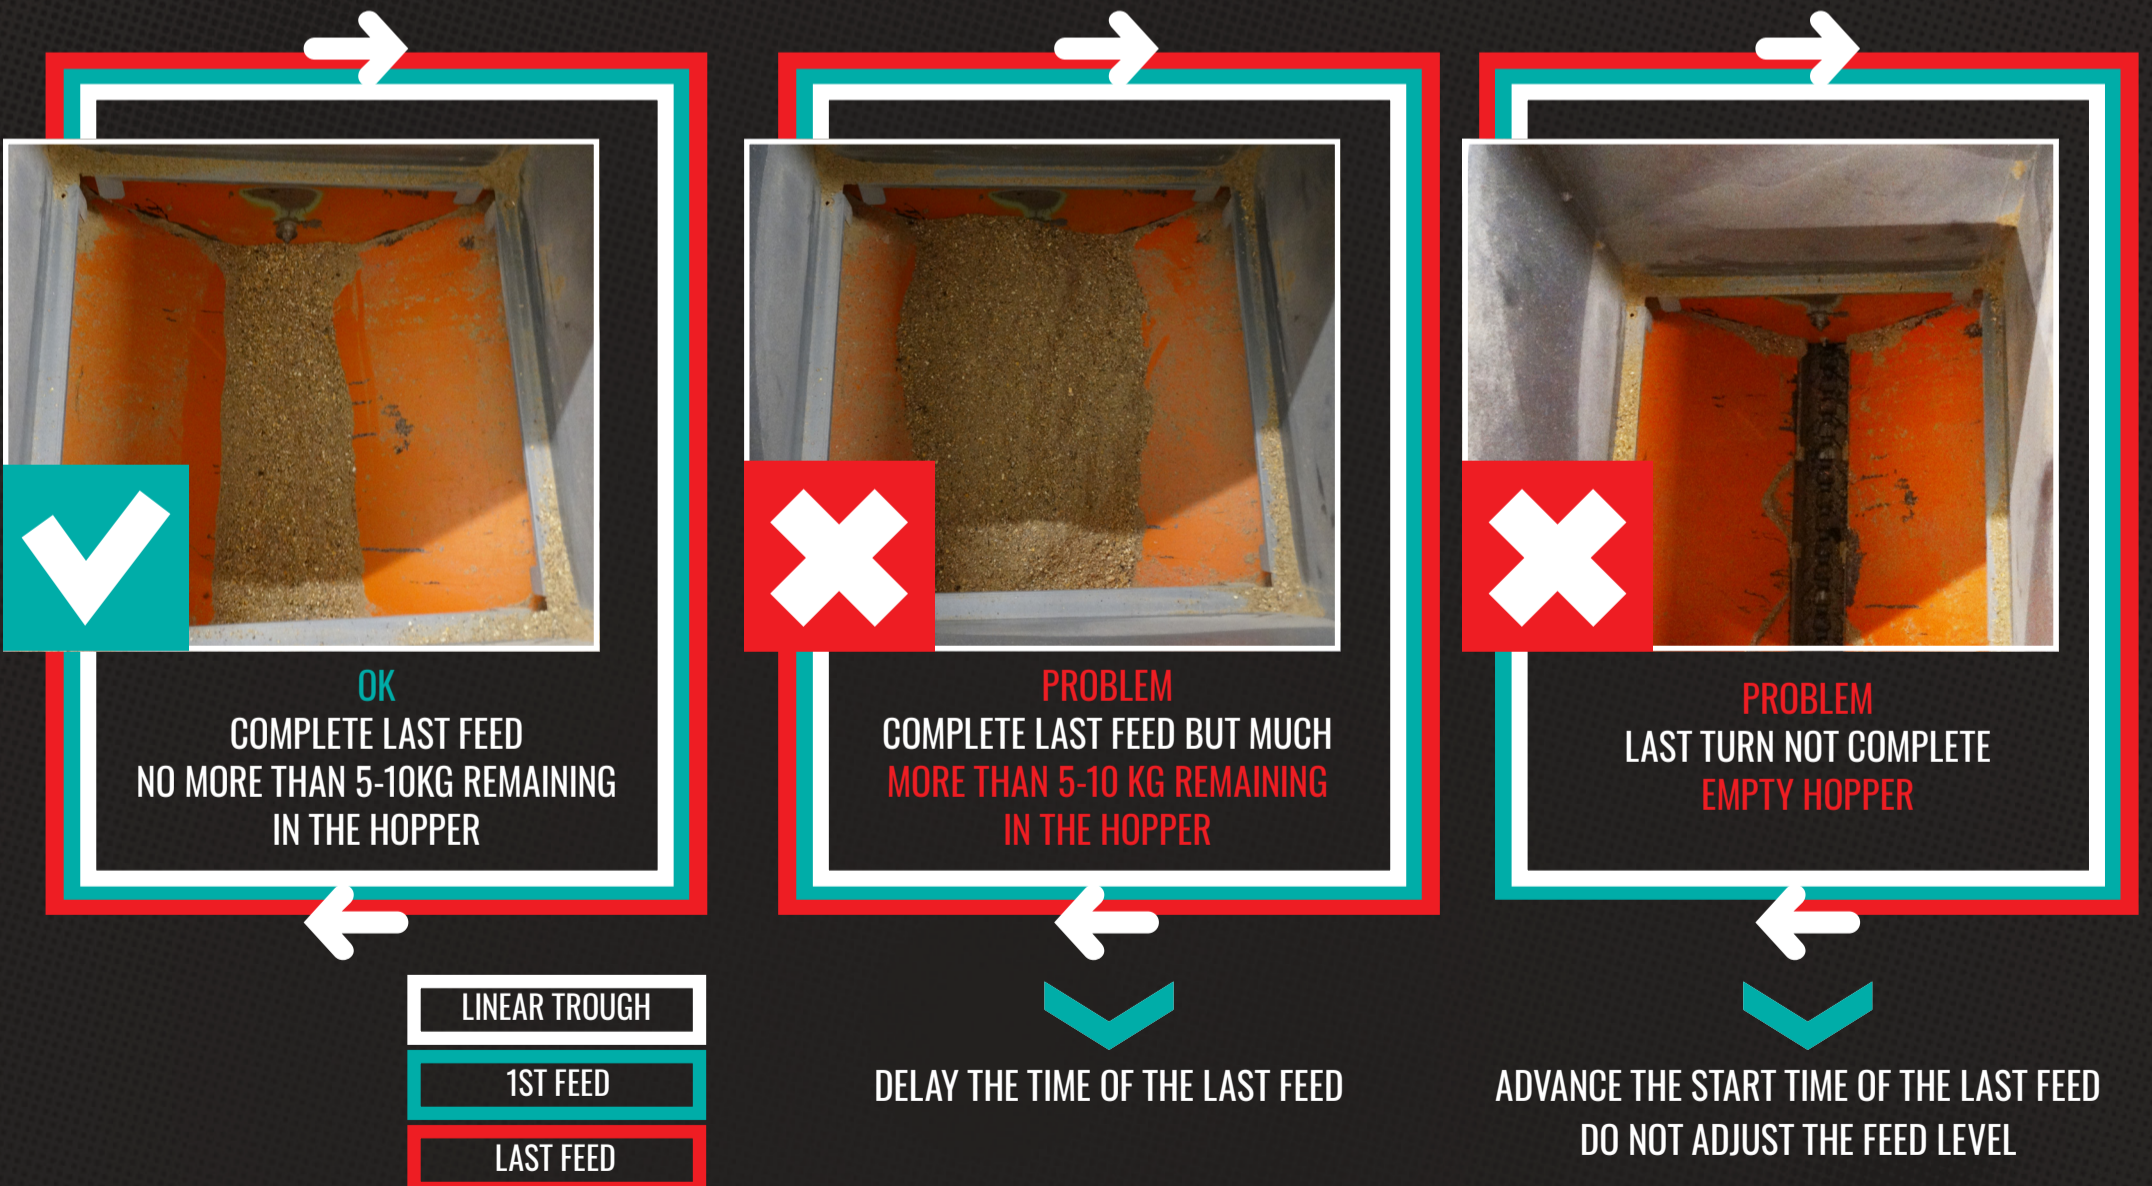 OK
COMPLETE LAST FEED
NO MORE THAN 5-10KG REMAINING
IN THE HOPPER
PROBLEM
COMPLETE LAST FEED BUT MUCH
MORE THAN 5-10 KG REMAINING
IN THE HOPPER
PROBLEM
LAST TURN NOT COMPLETE
EMPTY HOPPER
LINEAR TROUGH
1ST FEED
LAST FEED
DELAY THE TIME OF THE LAST FEED
ADVANCE THE START TIME OF THE LAST FEED
DO NOT ADJUST THE FEED LEVEL